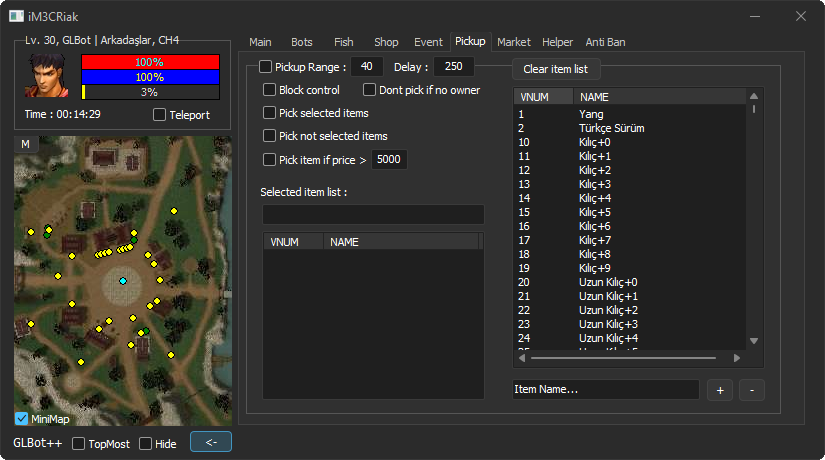 iM3CRiak
Lv. 30, GLBot | Arkadaşlar, CH4
100%
100%
3%
Time : 00:14:29
Teleport
M
MiniMap
GLBot++
TopMost
Hide
<-
Main Bots Fish Shop Event Pickup Market Helper Anti Ban
Pickup Range : 40 Delay : 250
Block control Dont pick if no owner
Pick selected items
Pick not selected items
Pick item if price > 5000
Selected item list :
VNUM NAME
Clear item list
VNUM NAME
1 Yang
2 Türkçe Sürüm
10 Kılıç+0
11 Kılıç+1
12 Kılıç+2
13 Kılıç+3
14 Kılıç+4
15 Kılıç+5
16 Kılıç+6
17 Kılıç+7
18 Kılıç+8
19 Kılıç+9
20 Uzun Kılıç+0
21 Uzun Kılıç+1
22 Uzun Kılıç+2
23 Uzun Kılıç+3
24 Uzun Kılıç+4
25 Uzun Kılıç+5
Item Name...
+
-